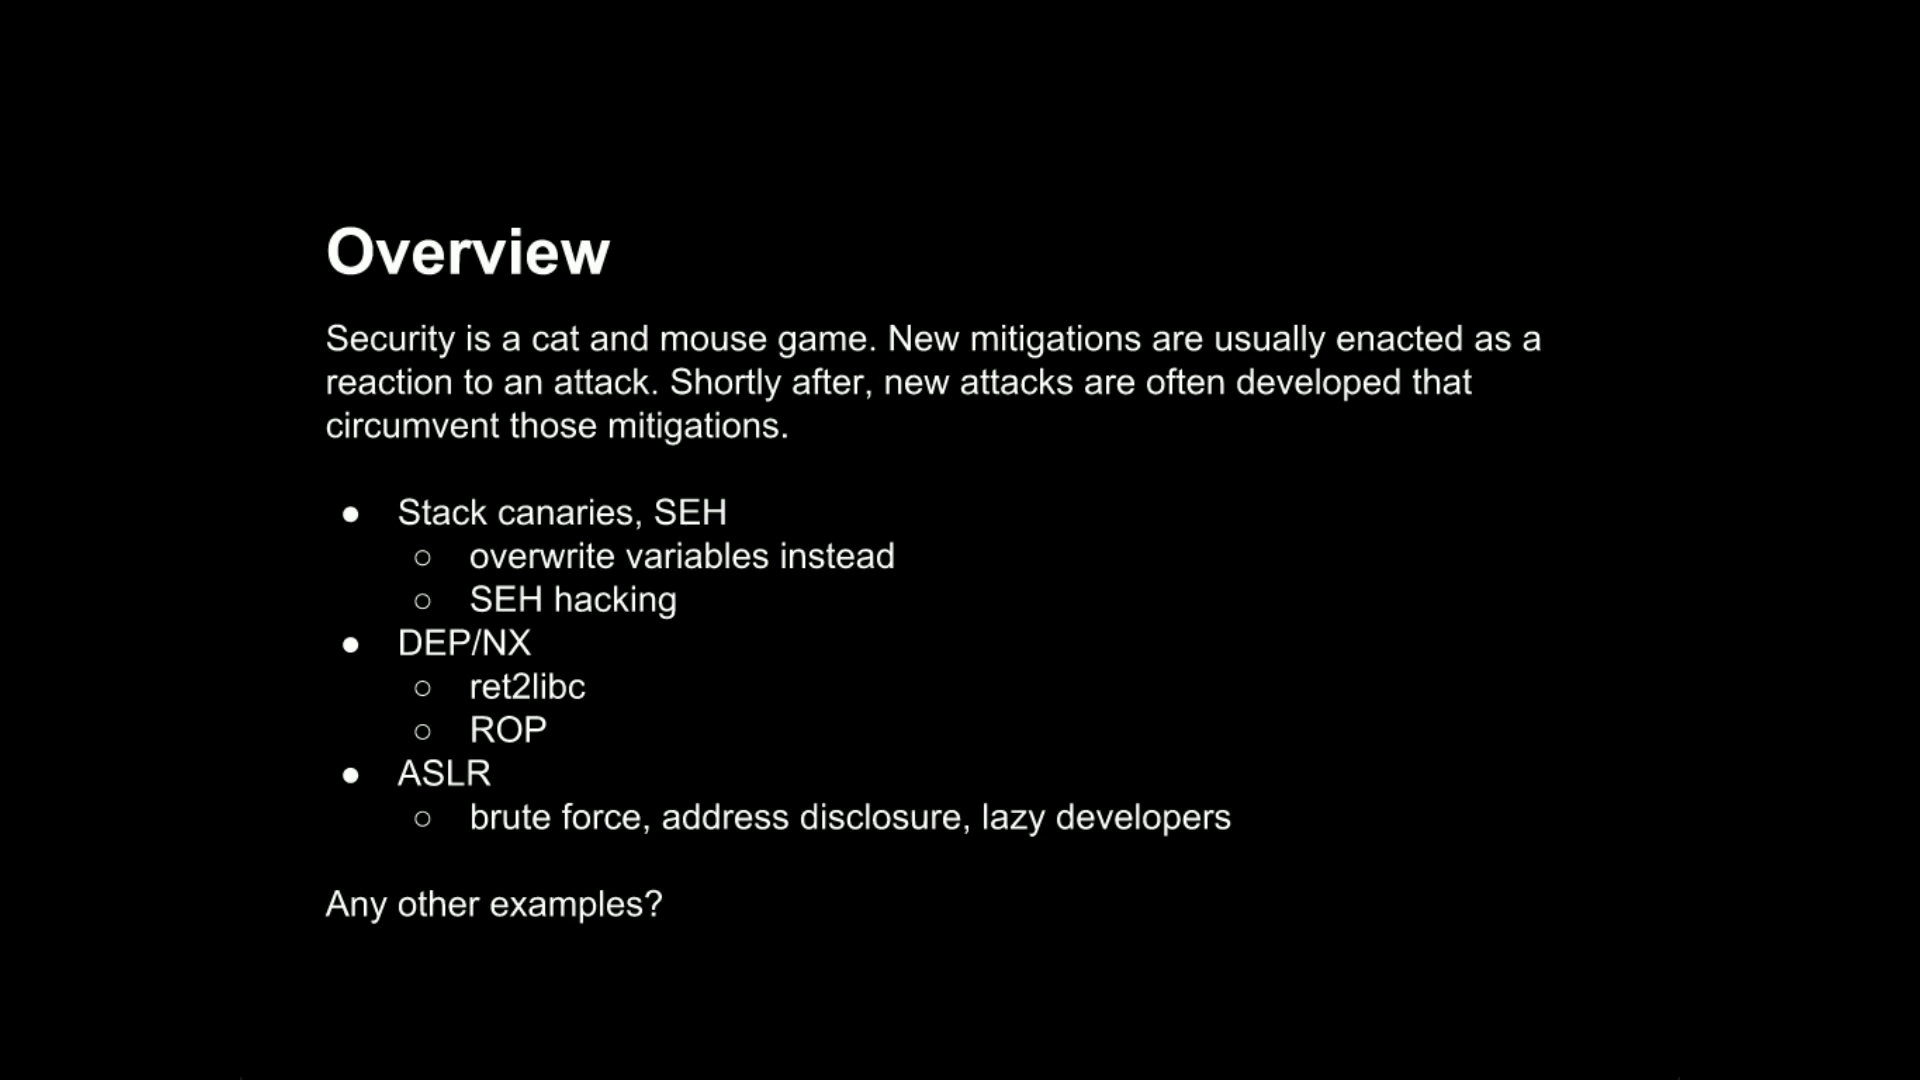 Overview
Security is a cat and mouse game. New mitigations are usually enacted as a
reaction to an attack. Shortly after, new attacks are often developed that
circumvent those mitigations.
● Stack canaries, SEH
○ overwrite variables instead
○ SEH hacking
● DEP/NX
○ ret2libc
○ ROP
● ASLR
○ brute force, address disclosure, lazy developers
Any other examples?